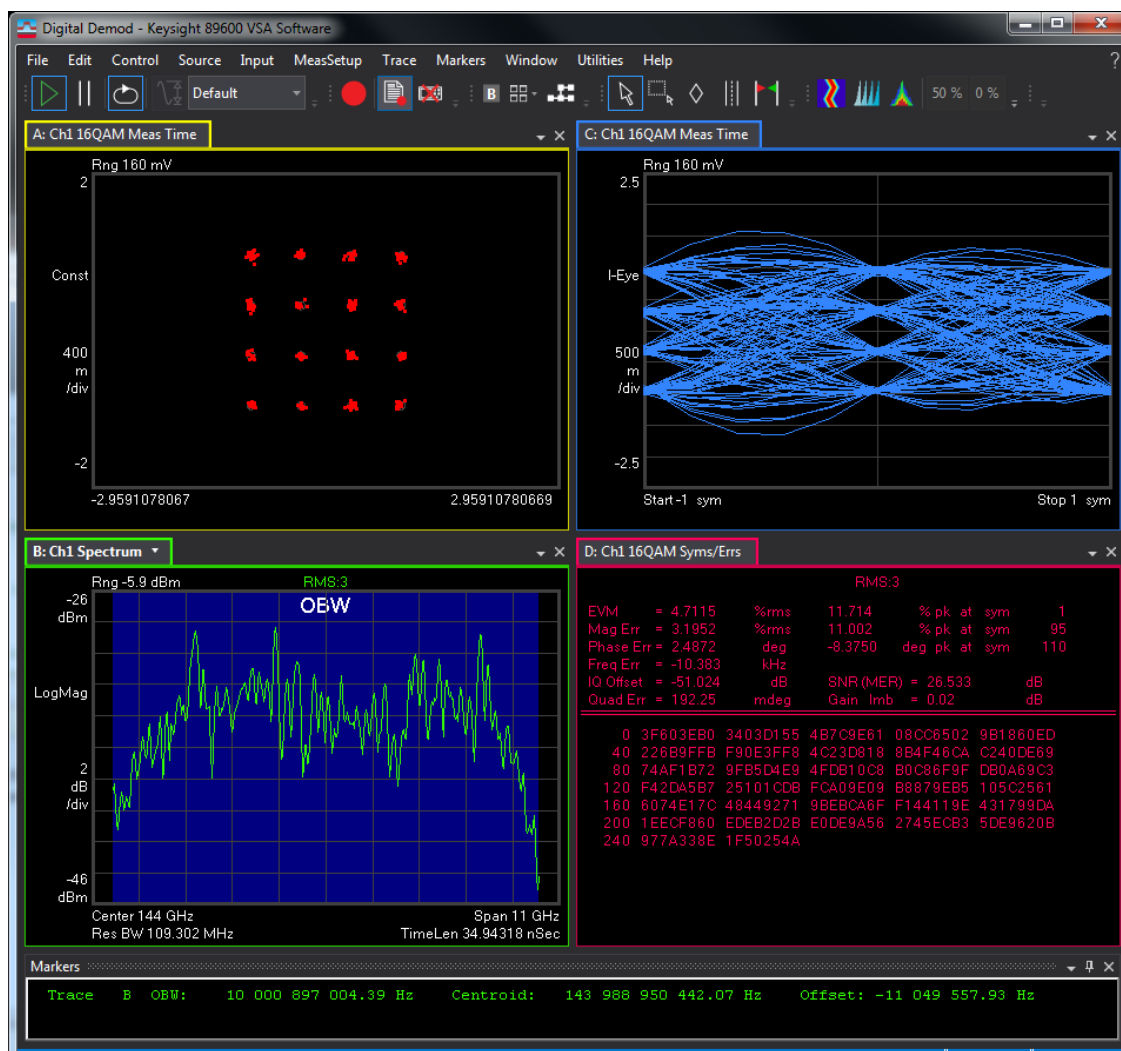 Digital Demod - Keysight 89600 VSA Software
File Edit Control Source Input MeasSetup Trace Markers Window Utilities Help ?
Default B 50 % 0 %
A: Ch1 16QAM Meas Time
Rng 160 mV
2
Const
400
m
/div
-2
-2.9591078067 2.95910780669
C: Ch1 16QAM Meas Time
Rng 160 mV
2.5
I-Eye
500
m
/div
-2.5
Start -1 sym Stop 1 sym
B: Ch1 Spectrum
Rng -5.9 dBm RMS:3
-26
dBm
OBW
LogMag
2
dB
/div
-46
dBm
Center 144 GHz Span 11 GHz
Res BW 109.302 MHz TimeLen 34.94318 nSec
D: Ch1 16QAM Syms/Errs
RMS:3
EVM = 4.7115 %rms 11.714 % pk at sym 1
Mag Err = 3.1952 %rms 11.002 % pk at sym 95
Phase Err = 2.4872 deg -8.3750 deg pk at sym 110
Freq Err = -10.383 kHz
IQ Offset = -51.024 dB SNR(MER) = 26.533 dB
Quad Err = 192.25 mdeg Gain Imb = 0.02 dB
0 3F603EB0 3403D155 4B7C9E61 08CC6502 9B1860ED
40 226B9FFB F90E3FF8 4C23D818 8B4F46CA C240DE69
80 74AF1B72 9FB5D4E9 4FDB10C8 B0C86F9F DB0A69C3
120 F42DA5B7 25101CDB FCA09E09 B8879EB5 105C2561
160 6074E17C 48449271 9BEBCA6F F144119E 431799DA
200 1EECF860 EDEB2D2B E0DE9A56 2745ECB3 5DE9620B
240 977A338E 1F50254A
Markers
Trace B OBW: 10 000 897 004.39 Hz Centroid: 143 988 950 442.07 Hz Offset: -11 049 557.93 Hz